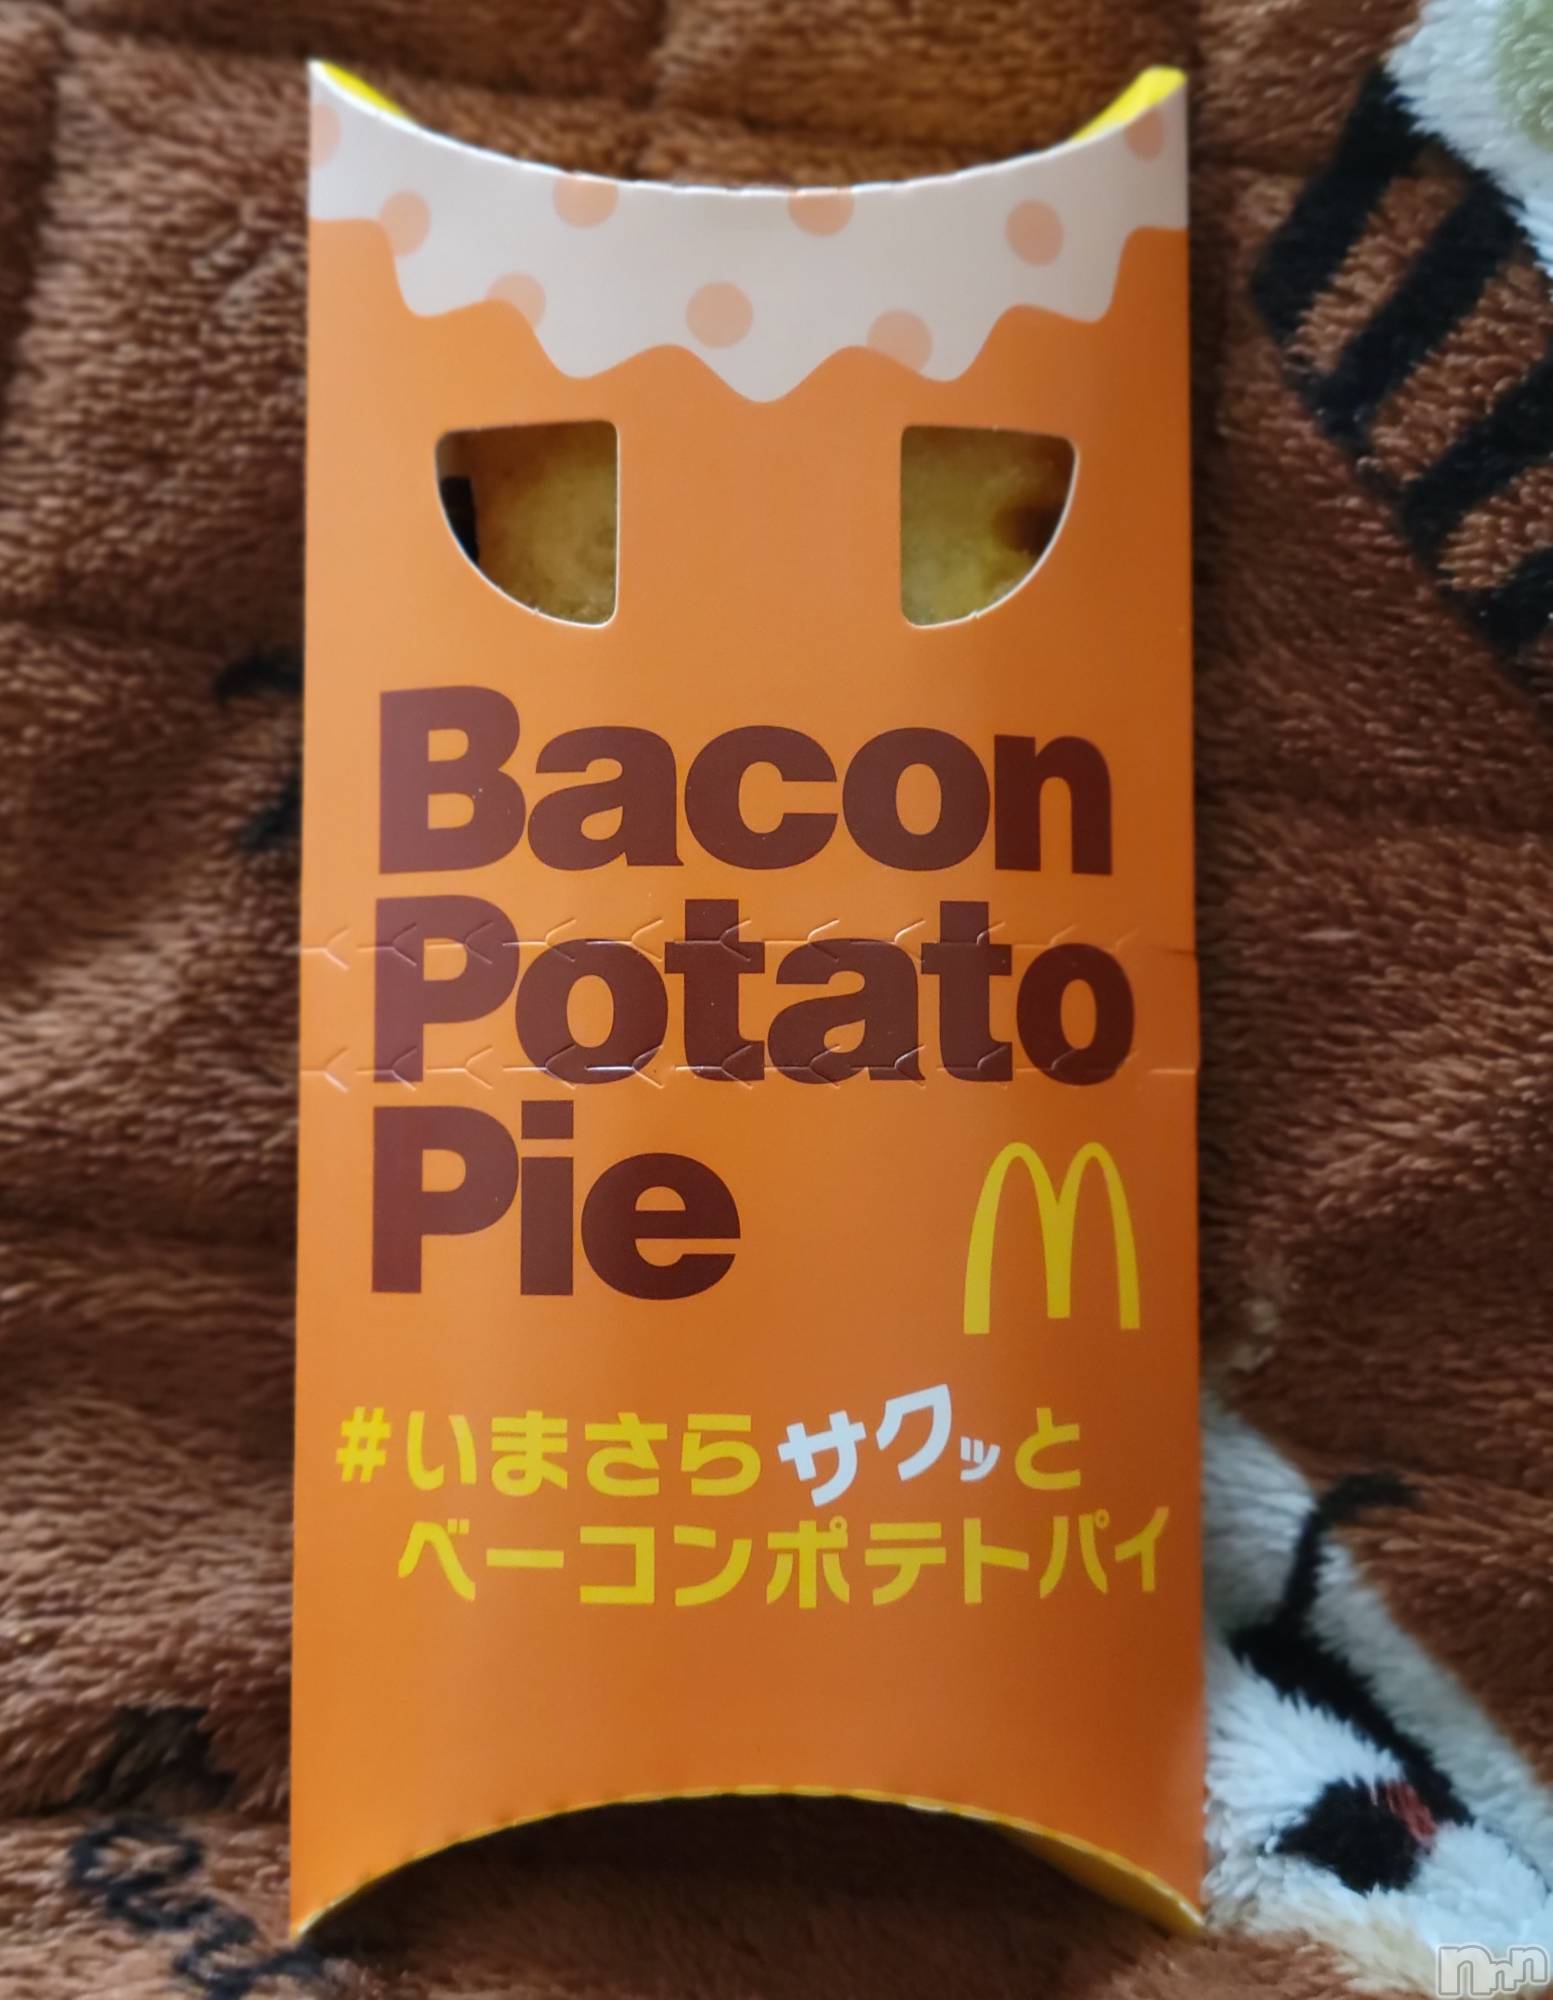 Bacon
Potato
Pie
#いまさらサクッと
ベーコンポテトパイ
nnn